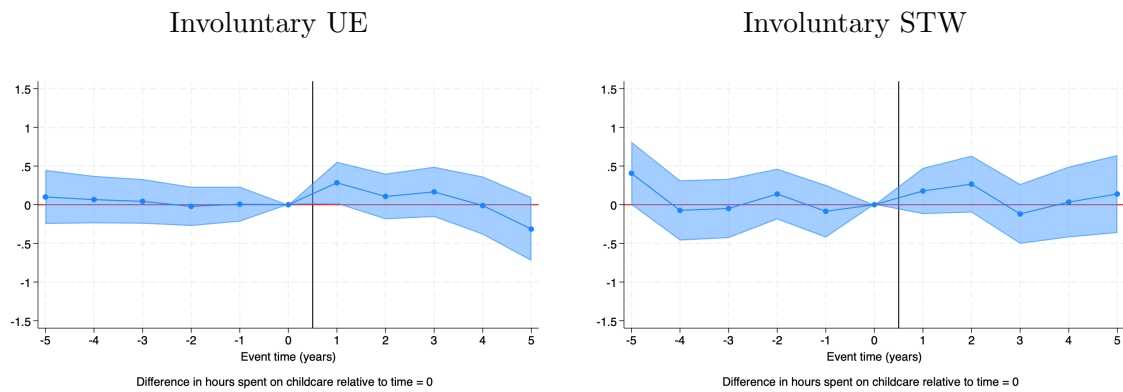 Involuntary UE
1.5
1
.5
0
-.5
-1
-1.5
-5 -4 -3 -2 -1 0 1 2 3 4 5
Event time (years)
Difference in hours spent on childcare relative to time = 0
Involuntary STW
1.5
1
.5
0
-.5
-1
-1.5
-5 -4 -3 -2 -1 0 1 2 3 4 5
Event time (years)
Difference in hours spent on childcare relative to time = 0